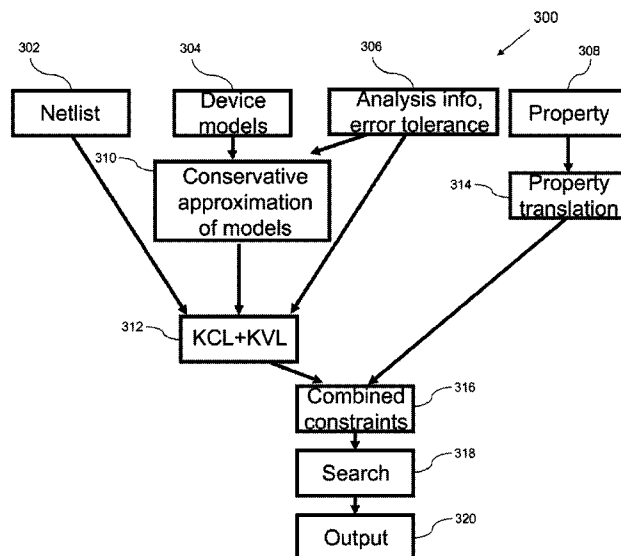 300
302
304
306
308
Netlist
Device
models
Analysis info,
error tolerance
Property
310
Conservative
approximation
of models
314
Property
translation
312
KCL+KVL
Combined
constraints
316
Search
318
Output
320